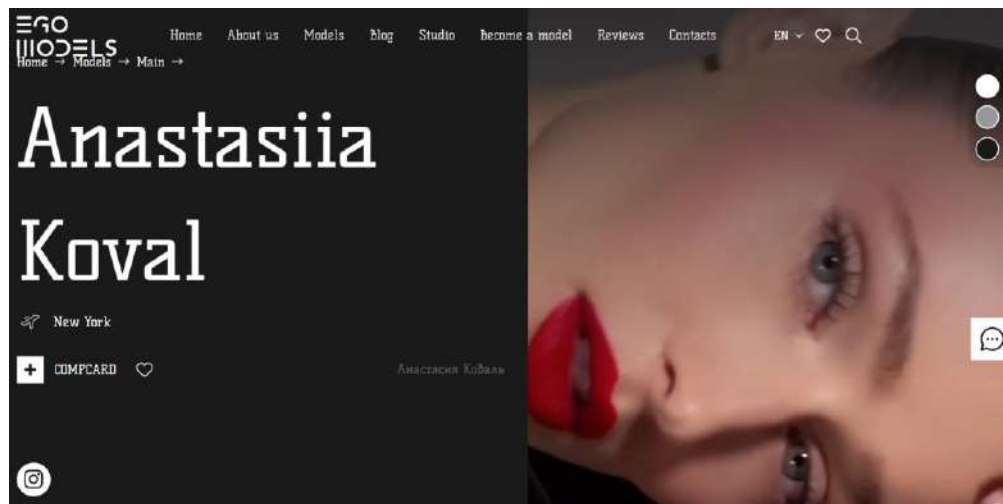 EGO
MODELS
Home About us Models Blog Studio Become a model Reviews Contacts EN
Home → Models → Main →
Anastasiia
Koval
New York
+ COMPCARD
Анастасия Коваль